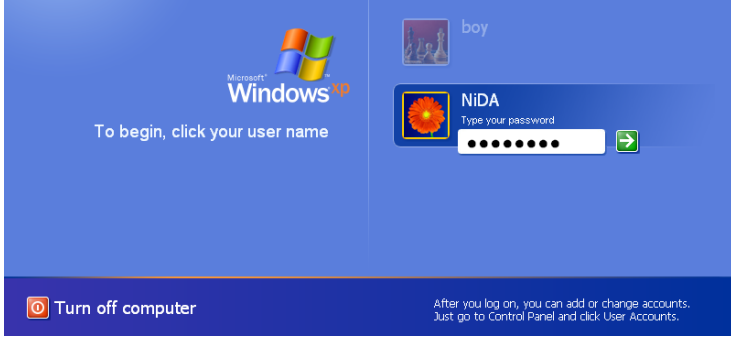 boy
Microsoft
Windows xp
To begin, click your user name
NiDA
Type your password
Turn off computer
After you log on, you can add or change accounts.
Just go to Control Panel and click User Accounts.